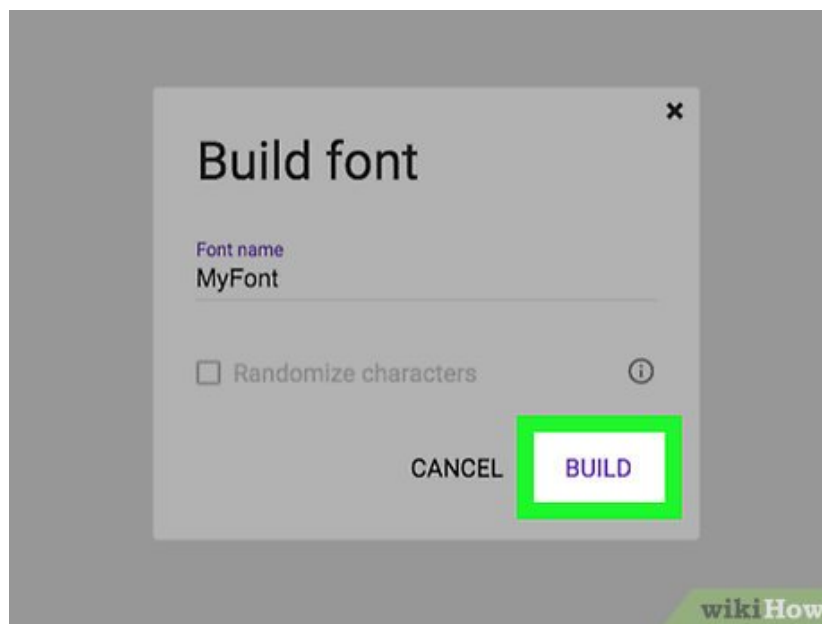 Build font
Font name
MyFont
Randomize characters
CANCEL BUILD
wikiHow